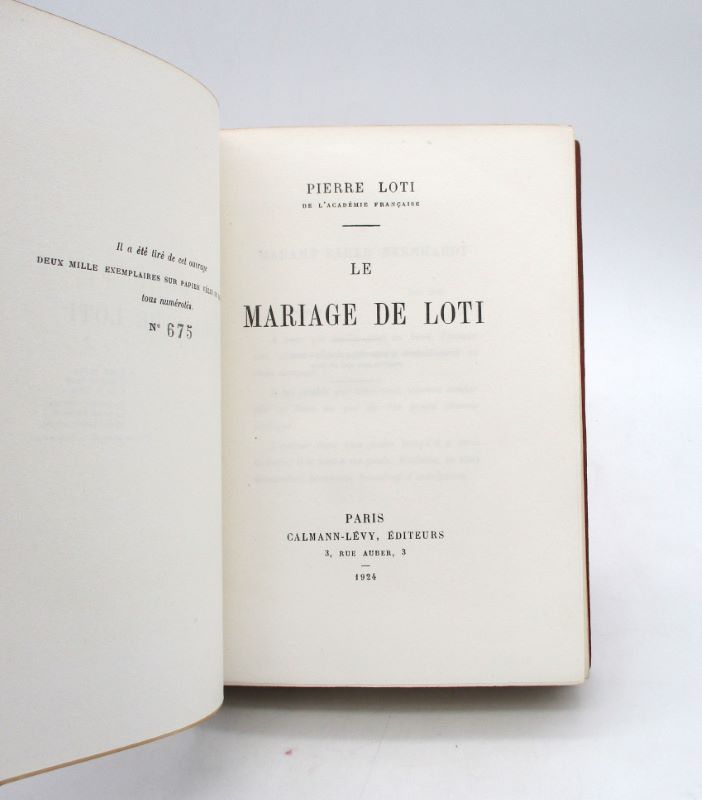 Il a été tiré de cet ouvrage
DEUX MILLE EXEMPLAIRES SUR PAPIER
tous numérotés.
N° 675
PIERRE LOTI
DE L'ACADÉMIE FRANÇAISE
LE
MARIAGE DE LOTI
PARIS
CALMANN-LÉVY, ÉDITEURS
3, RUE AUBER, 3
1924